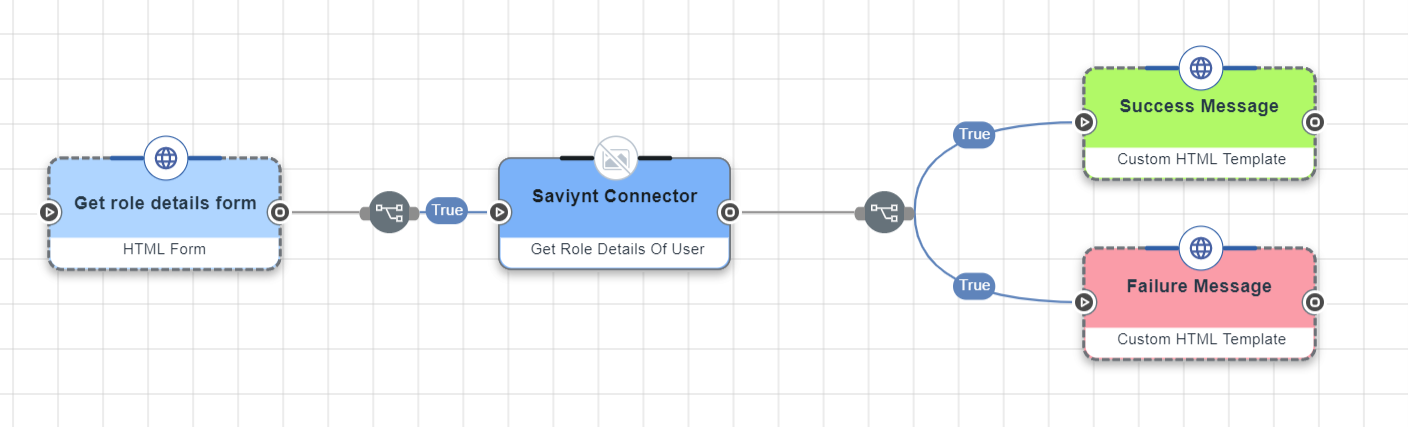 Get role details form
HTML Form
True
Saviynt Connector
Get Role Details Of User
True
Success Message
Custom HTML Template
True
Failure Message
Custom HTML Template